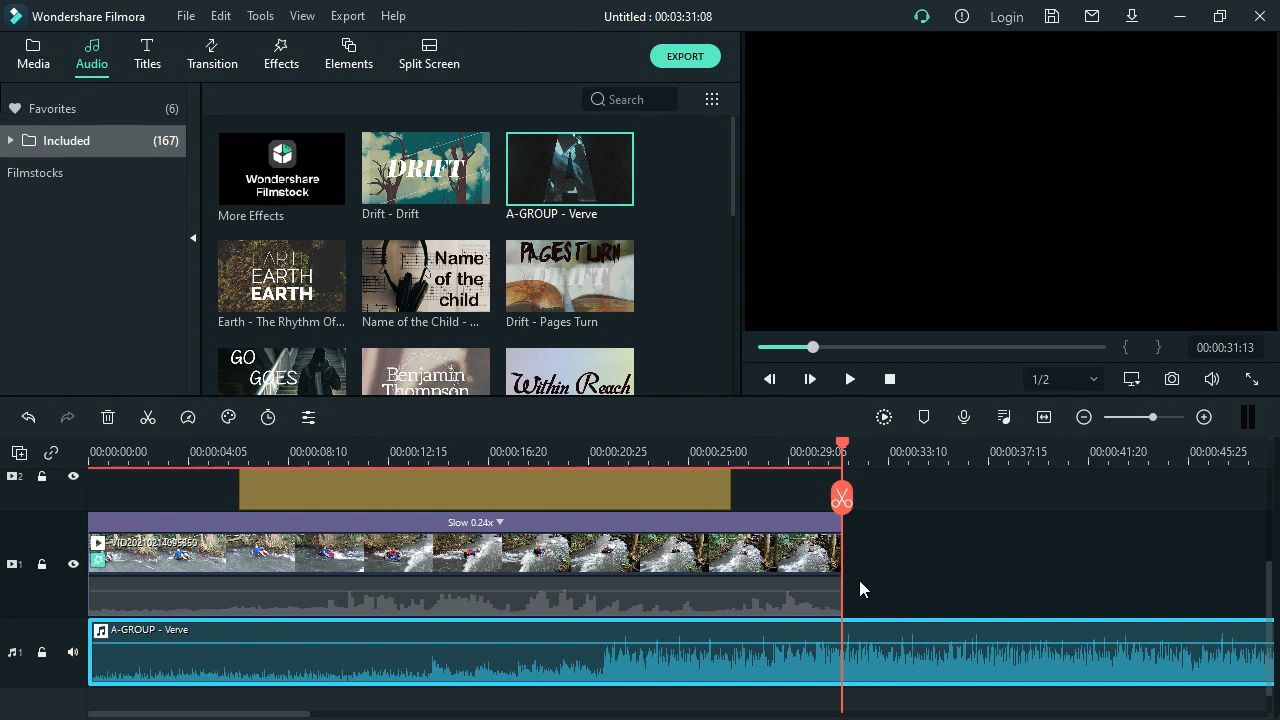 Wondershare Filmora
File
Edit
Tools
View
Export
Help
Untitled : 00:03:31:08
Login
Media
Audio
Titles
Transition
Effects
Elements
Split Screen
EXPORT
Favorites
(6)
Included
(167)
Filmstocks
Search
Wondershare
Filmstock
More Effects
DRIFT
Drift - Drift
A
A-GROUP - Verve
EARTH
EARTH
EARTH
Earth - The Rhythm Of...
Name
of the
child
Name of the Child - ...
PAGES TURN
DRIFT
Drift - Pages Turn
GO
GOES
Benjamin
Thompson
Within Reach
00:00:31:13
1/2
00:00:00:00
00:00:04:05
00:00:08:10
00:00:12:15
00:00:16:20
00:00:20:25
00:00:25:00
00:00:29:05
00:00:33:10
00:00:37:15
00:00:41:20
00:00:45:25
2
Slow 0.24x
1
A-GROUP - Verve
1